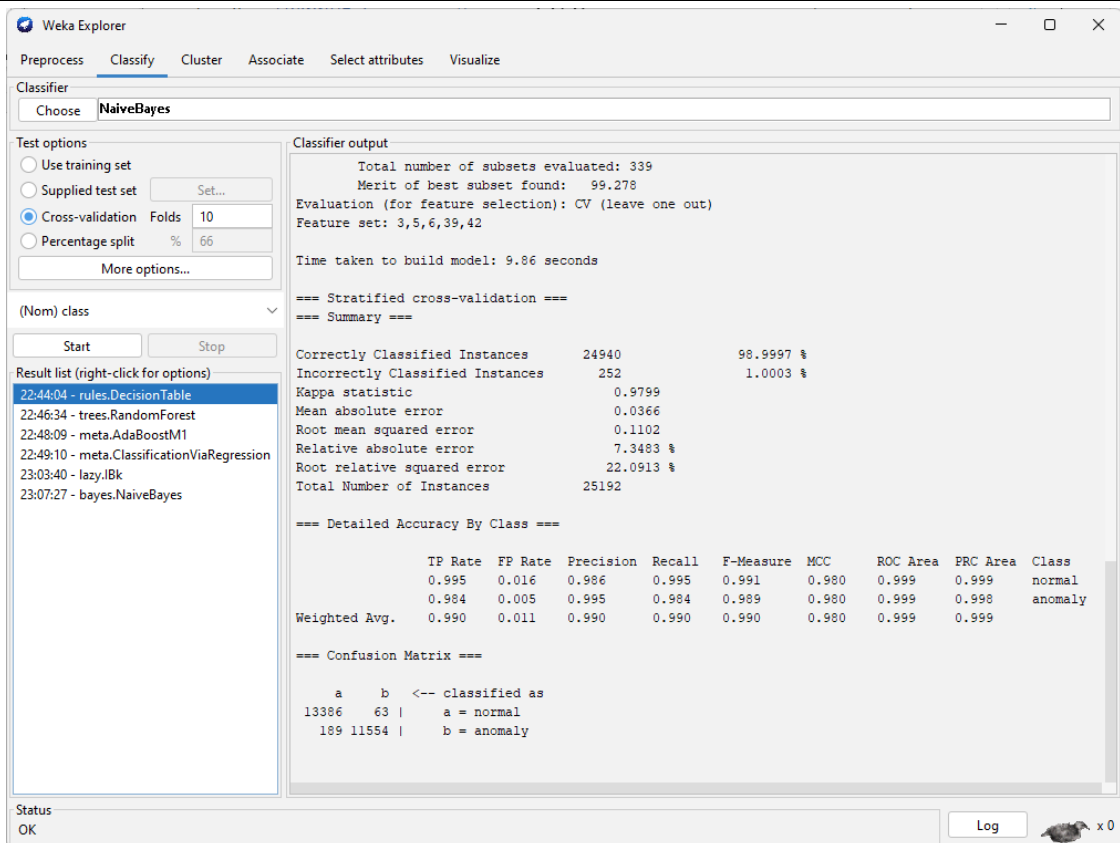 Weka Explorer
Preprocess Classify Cluster Associate Select attributes Visualize
Classifier
Choose NaiveBayes
Test options
Use training set
Supplied test set Set...
Cross-validation Folds 10
Percentage split % 66
More options...
(Nom) class
Start Stop
Result list (right-click for options)
22:44:04 - rules.DecisionTable
22:46:34 - trees.RandomForest
22:48:09 - meta.AdaBoostM1
22:49:10 - meta.ClassificationViaRegression
23:03:40 - lazy.IBk
23:07:27 - bayes.NaiveBayes
Classifier output
Total number of subsets evaluated: 339
Merit of best subset found: 99.278
Evaluation (for feature selection): CV (leave one out)
Feature set: 3,5,6,39,42
Time taken to build model: 9.86 seconds
=== Stratified cross-validation ===
=== Summary ===
Correctly Classified Instances 24940 98.9997 %
Incorrectly Classified Instances 252 1.0003 %
Kappa statistic 0.9799
Mean absolute error 0.0366
Root mean squared error 0.1102
Relative absolute error 7.3483 %
Root relative squared error 22.0913 %
Total Number of Instances 25192
=== Detailed Accuracy By Class ===
TP Rate FP Rate Precision Recall F-Measure MCC ROC Area PRC Area Class
0.995 0.016 0.986 0.995 0.991 0.980 0.999 0.999 normal
0.984 0.005 0.995 0.984 0.989 0.980 0.999 0.998 anomaly
Weighted Avg. 0.990 0.011 0.990 0.990 0.990 0.980 0.999 0.999
=== Confusion Matrix ===
a b <-- classified as
13386 63 | a = normal
189 11554 | b = anomaly
Status
OK
Log
x 0